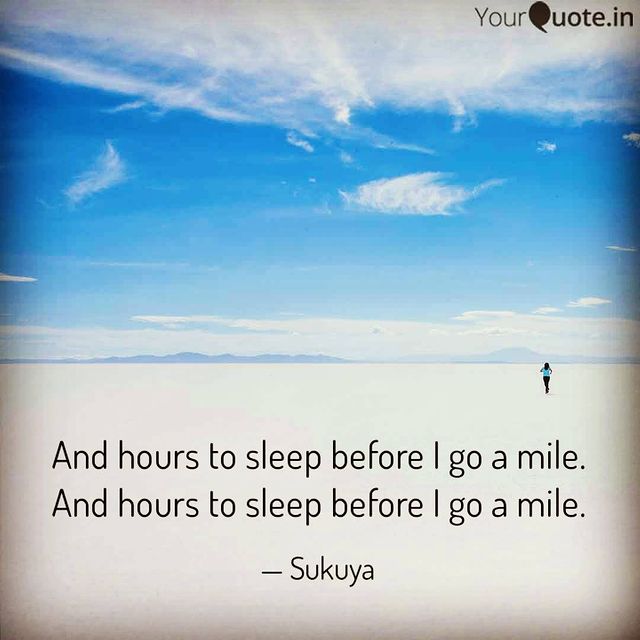 YourQuote.in
And hours to sleep before I go a mile.
And hours to sleep before I go a mile.
— Sukuya